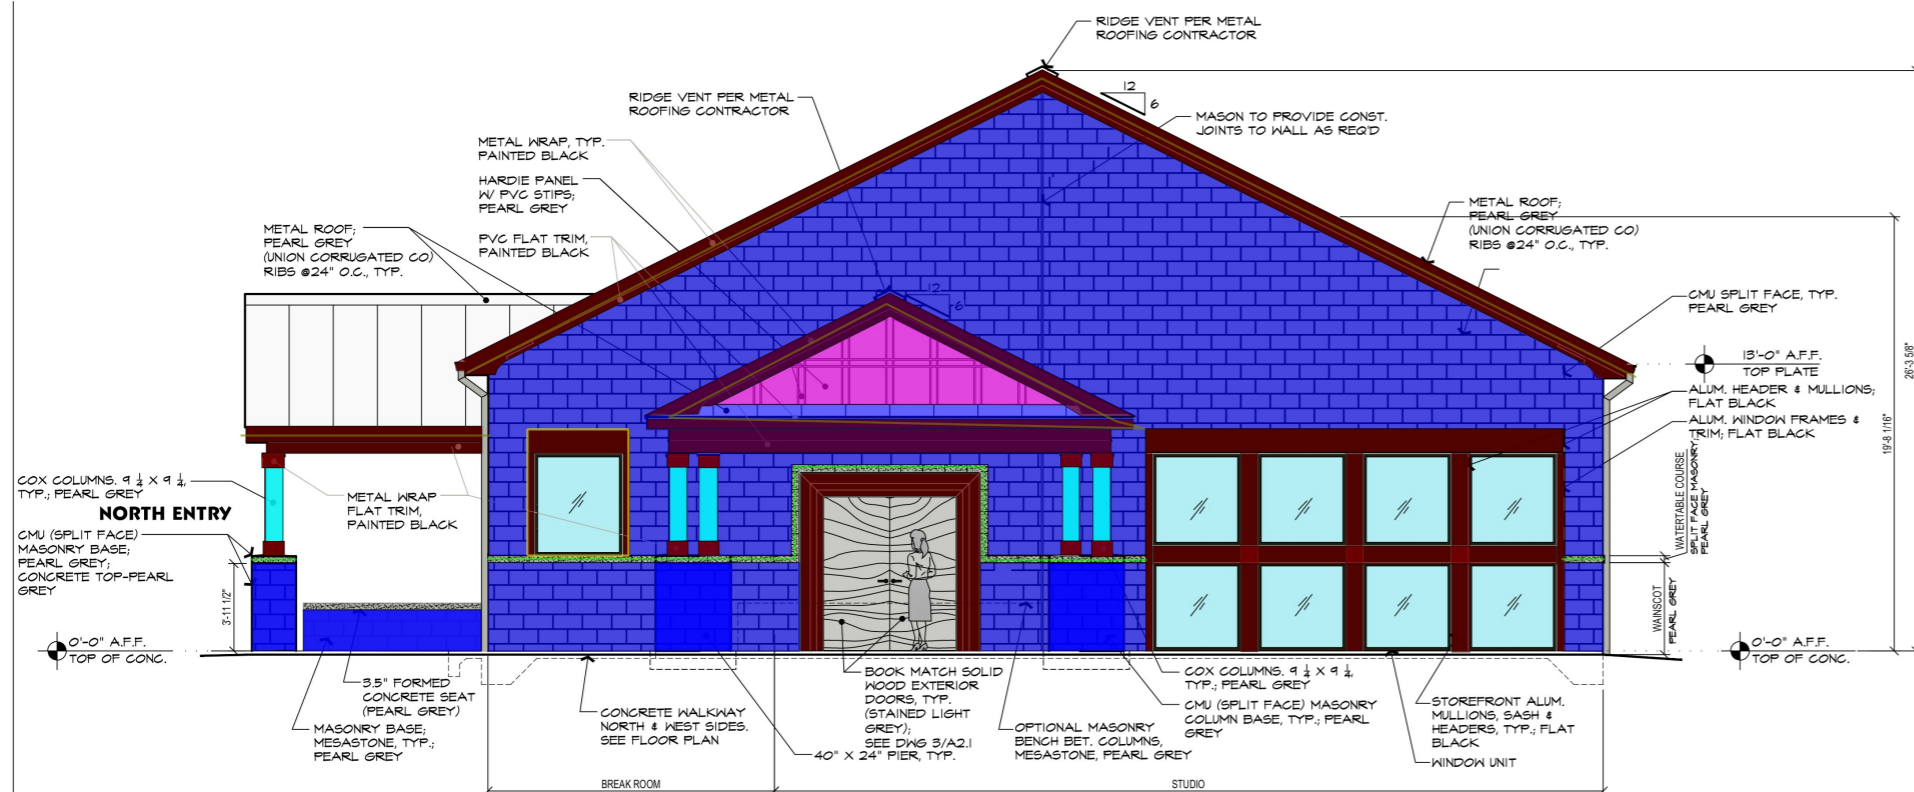 RIDGE VENT PER METAL
ROOFING CONTRACTOR
12
6
RIDGE VENT PER METAL
ROOFING CONTRACTOR
MASON TO PROVIDE CONST.
JOINTS TO WALL AS REQ'D
METAL WRAP, TYP.
PAINTED BLACK
HARDIE PANEL
W/ PVC STIPS;
PEARL GREY
PVC FLAT TRIM,
PAINTED BLACK
METAL ROOF;
PEARL GREY
(UNION CORRUGATED CO)
RIBS @24" O.C., TYP.
METAL ROOF;
PEARL GREY
(UNION CORRUGATED CO)
RIBS @24" O.C., TYP.
12
6
CMU SPLIT FACE, TYP.
PEARL GREY
13'-0" A.F.F.
TOP PLATE
26'-3 5/8"
ALUM. HEADER & MULLIONS;
FLAT BLACK
ALUM. WINDOW FRAMES &
TRIM; FLAT BLACK
19'-8 1/16"
COX COLUMNS. 9 1/4 X 9 1/4,
TYP.; PEARL GREY
NORTH ENTRY
METAL WRAP
FLAT TRIM,
PAINTED BLACK
CMU (SPLIT FACE)
MASONRY BASE;
PEARL GREY;
CONCRETE TOP-PEARL
GREY
WATERTABLE COURSE
SPLIT FACE MASONRY;
PEARL GREY
3'-11 1/2"
WAINSCOT
PEARL GREY
0'-0" A.F.F.
TOP OF CONC.
0'-0" A.F.F.
TOP OF CONC.
3.5" FORMED
CONCRETE SEAT
(PEARL GREY)
MASONRY BASE;
MESASTONE, TYP.;
PEARL GREY
CONCRETE WALKWAY
NORTH & WEST SIDES.
SEE FLOOR PLAN
40" X 24" PIER, TYP.
BOOK MATCH SOLID
WOOD EXTERIOR
DOORS, TYP.
(STAINED LIGHT
GREY);
SEE DWG 3/A2.1
OPTIONAL MASONRY
BENCH BET. COLUMNS,
MESASTONE, PEARL GREY
COX COLUMNS. 9 1/4 X 9 1/4,
TYP.; PEARL GREY
CMU (SPLIT FACE) MASONRY
COLUMN BASE, TYP.; PEARL
GREY
STOREFRONT ALUM.
MULLIONS, SASH &
HEADERS, TYP.; FLAT
BLACK
WINDOW UNIT
BREAK ROOM
STUDIO